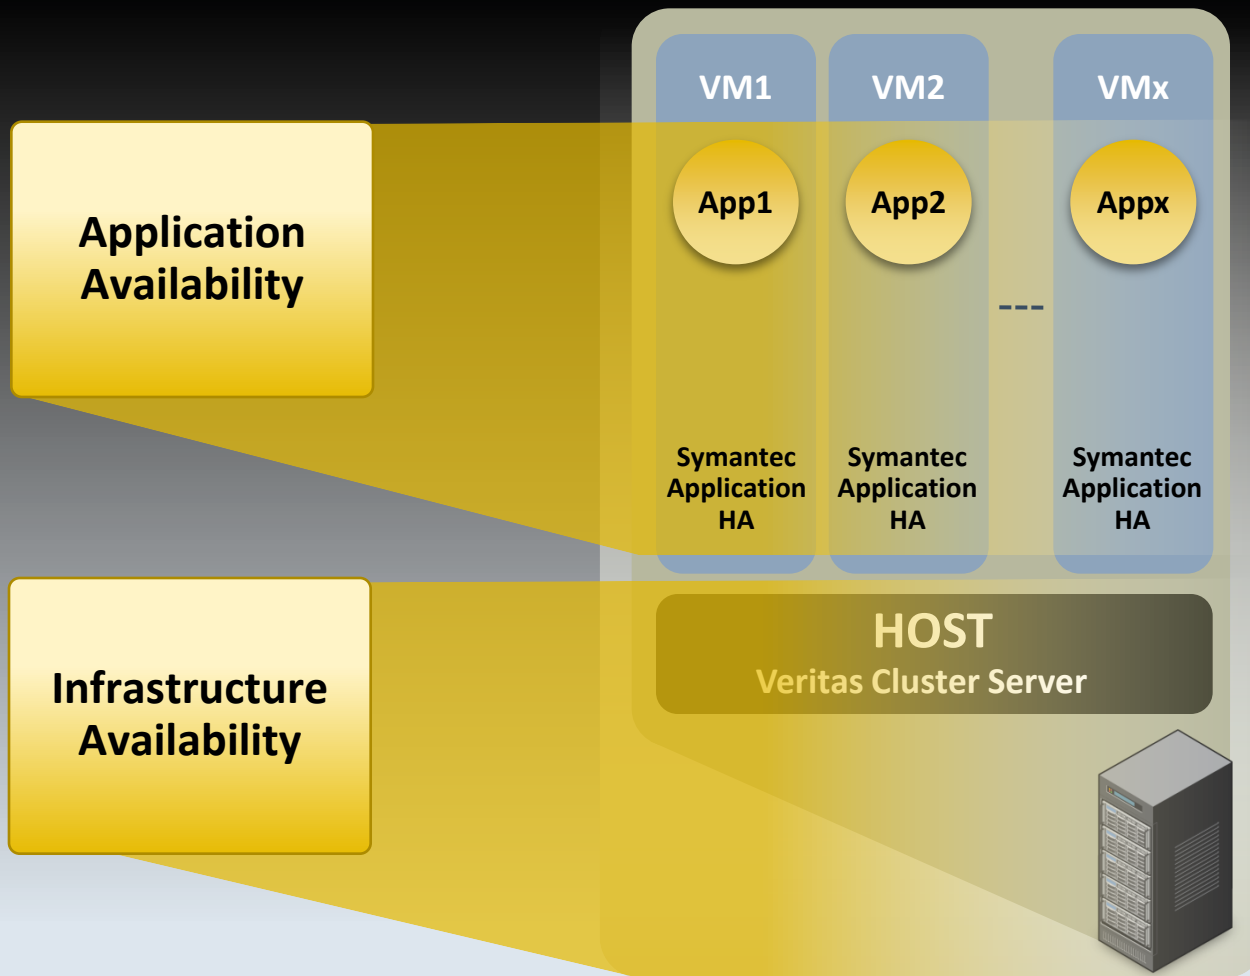 Application
Availability
VM1
App1
Symantec
Application
HA
VM2
App2
Symantec
Application
HA
---
VMx
Appx
Symantec
Application
HA
Infrastructure
Availability
HOST
Veritas Cluster Server